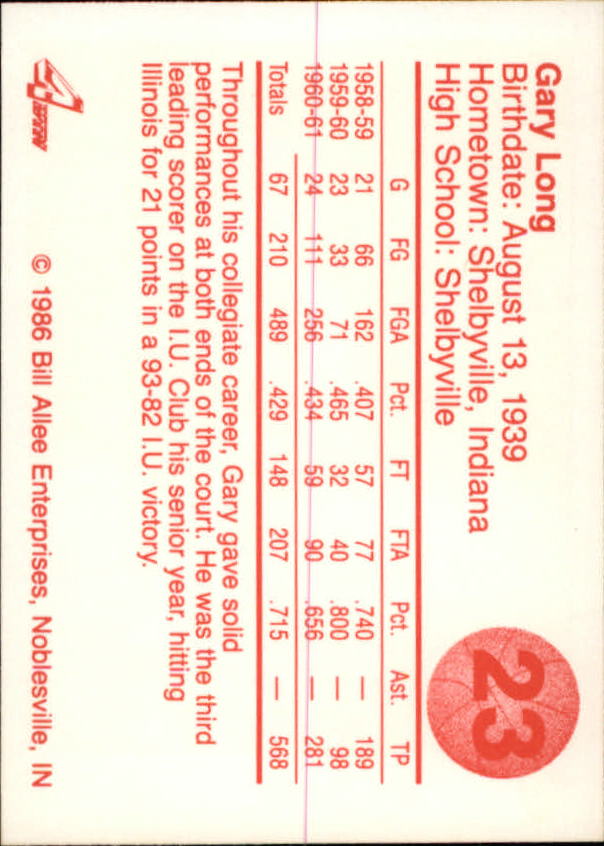 Gary Long
Birthdate: August 13, 1939
Hometown: Shelbyville, Indiana
High School: Shelbyville
23
G FG FGA Pct. FT FTA Pct. Ast. TP
1958-59 21 66 162 .407 57 77 .740 — 189
1959-60 23 33 71 .465 32 40 .800 — 98
1960-61 24 111 256 .434 59 90 .656 — 281
Totals 67 210 489 .429 148 207 .715 — 568
Throughout his collegiate career, Gary gave solid
performances at both ends of the court. He was the third
leading scorer on the I.U. Club his senior year, hitting
Illinois for 21 points in a 93-82 I.U. victory.
© 1986 Bill Allee Enterprises, Noblesville, IN